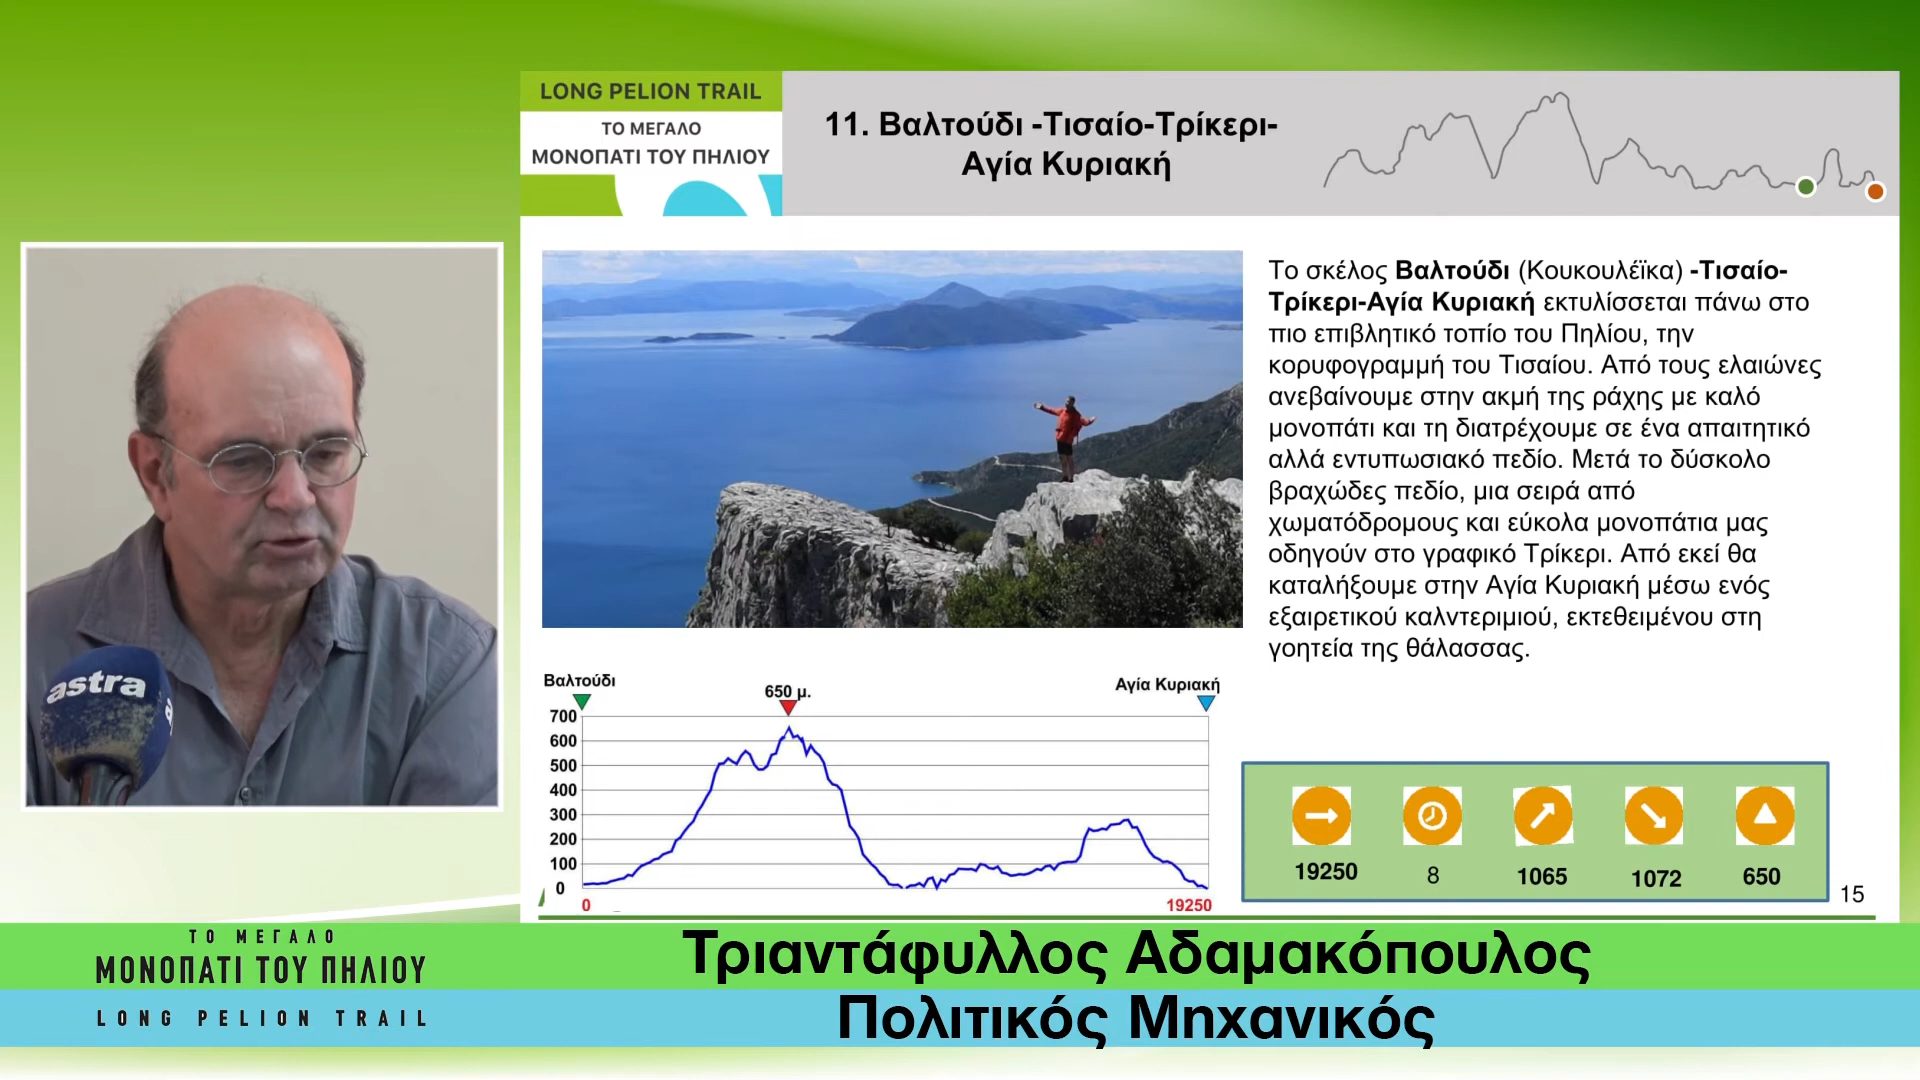 LONG PELION TRAIL
ΤΟ ΜΕΓΑΛΟ
ΜΟΝΟΠΑΤΙ ΤΟΥ ΠΗΛΙΟΥ
11. Βαλτούδι -Τισαίο-Τρίκερι-
Αγία Κυριακή
Το σκέλος Βαλτούδι (Κουκουλέϊκα) -Τισαίο-
Τρίκερι-Αγία Κυριακή εκτυλίσσεται πάνω στο
πιο επιβλητικό τοπίο του Πηλίου, την
κορυφογραμμή του Τισαίου. Από τους ελαιώνες
ανεβαίνουμε στην ακμή της ράχης με καλό
μονοπάτι και τη διατρέχουμε σε ένα απαιτητικό
αλλά εντυπωσιακό πεδίο. Μετά το δύσκολο
βραχώδες πεδίο, μια σειρά από
χωματόδρομους και εύκολα μονοπάτια μας
οδηγούν στο γραφικό Τρίκερι. Από εκεί θα
καταλήξουμε στην Αγία Κυριακή μέσω ενός
εξαιρετικού καλντεριμιού, εκτεθειμένου στη
γοητεία της θάλασσας.
astra
Βαλτούδι
650 μ.
Αγία Κυριακή
700
600
500
400
300
200
100
0
0
19250
19250
8
1065
1072
650
15
ΤΟ ΜΕΓΑΛΟ
ΜΟΝΟΠΑΤΙ ΤΟΥ ΠΗΛΙΟΥ
LONG PELION TRAIL
Τριαντάφυλλος Αδαμακόπουλος
Πολιτικός Μηχανικός